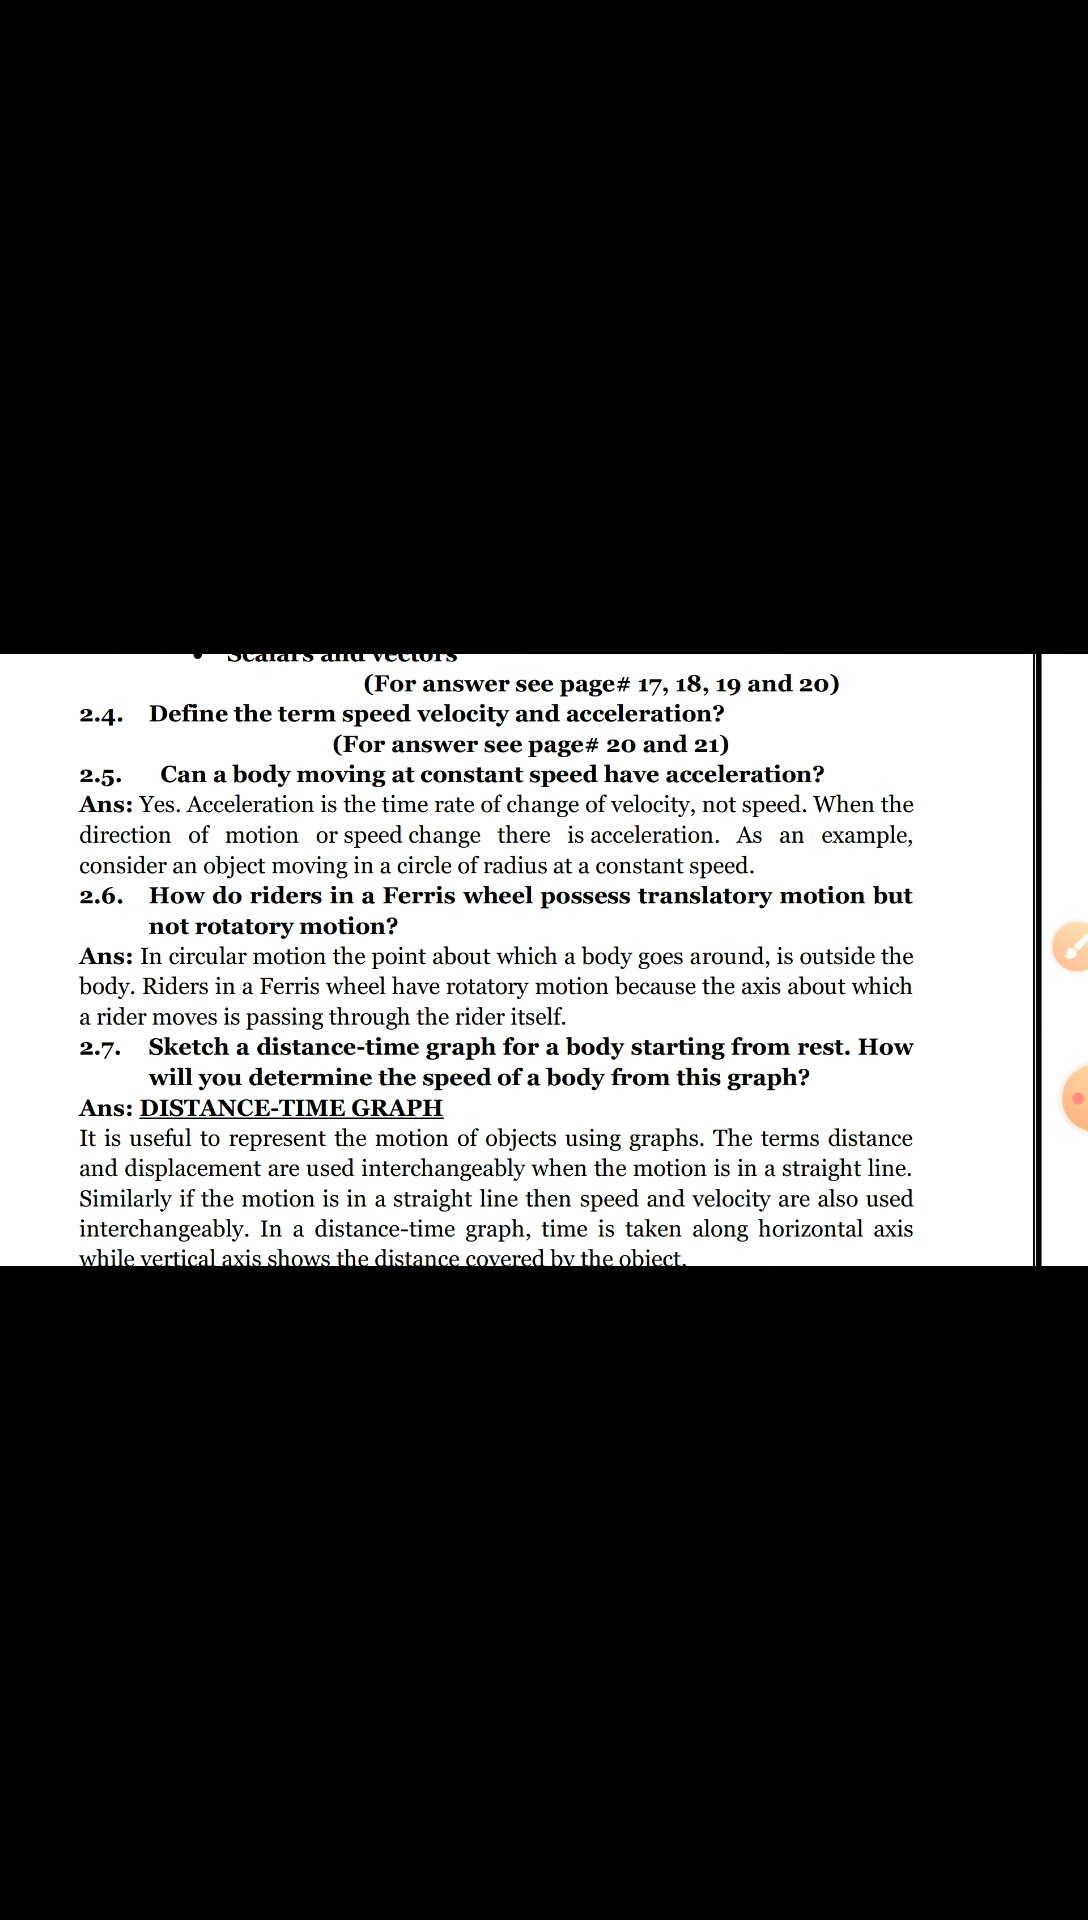 • Scalars and vectors
(For answer see page# 17, 18, 19 and 20)
2.4. Define the term speed velocity and acceleration?
(For answer see page# 20 and 21)
2.5. Can a body moving at constant speed have acceleration?
Ans: Yes. Acceleration is the time rate of change of velocity, not speed. When the
direction of motion or speed change there is acceleration. As an example,
consider an object moving in a circle of radius at a constant speed.
2.6. How do riders in a Ferris wheel possess translatory motion but
not rotatory motion?
Ans: In circular motion the point about which a body goes around, is outside the
body. Riders in a Ferris wheel have rotatory motion because the axis about which
a rider moves is passing through the rider itself.
2.7. Sketch a distance-time graph for a body starting from rest. How
will you determine the speed of a body from this graph?
Ans: DISTANCE-TIME GRAPH
It is useful to represent the motion of objects using graphs. The terms distance
and displacement are used interchangeably when the motion is in a straight line.
Similarly if the motion is in a straight line then speed and velocity are also used
interchangeably. In a distance-time graph, time is taken along horizontal axis
while vertical axis shows the distance covered by the object.